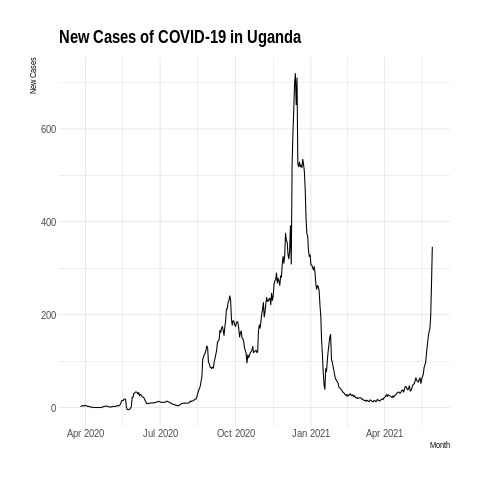 New Cases of COVID-19 in Uganda
New Cases
600
400
200
0
Apr 2020 Jul 2020 Oct 2020 Jan 2021 Apr 2021
Month